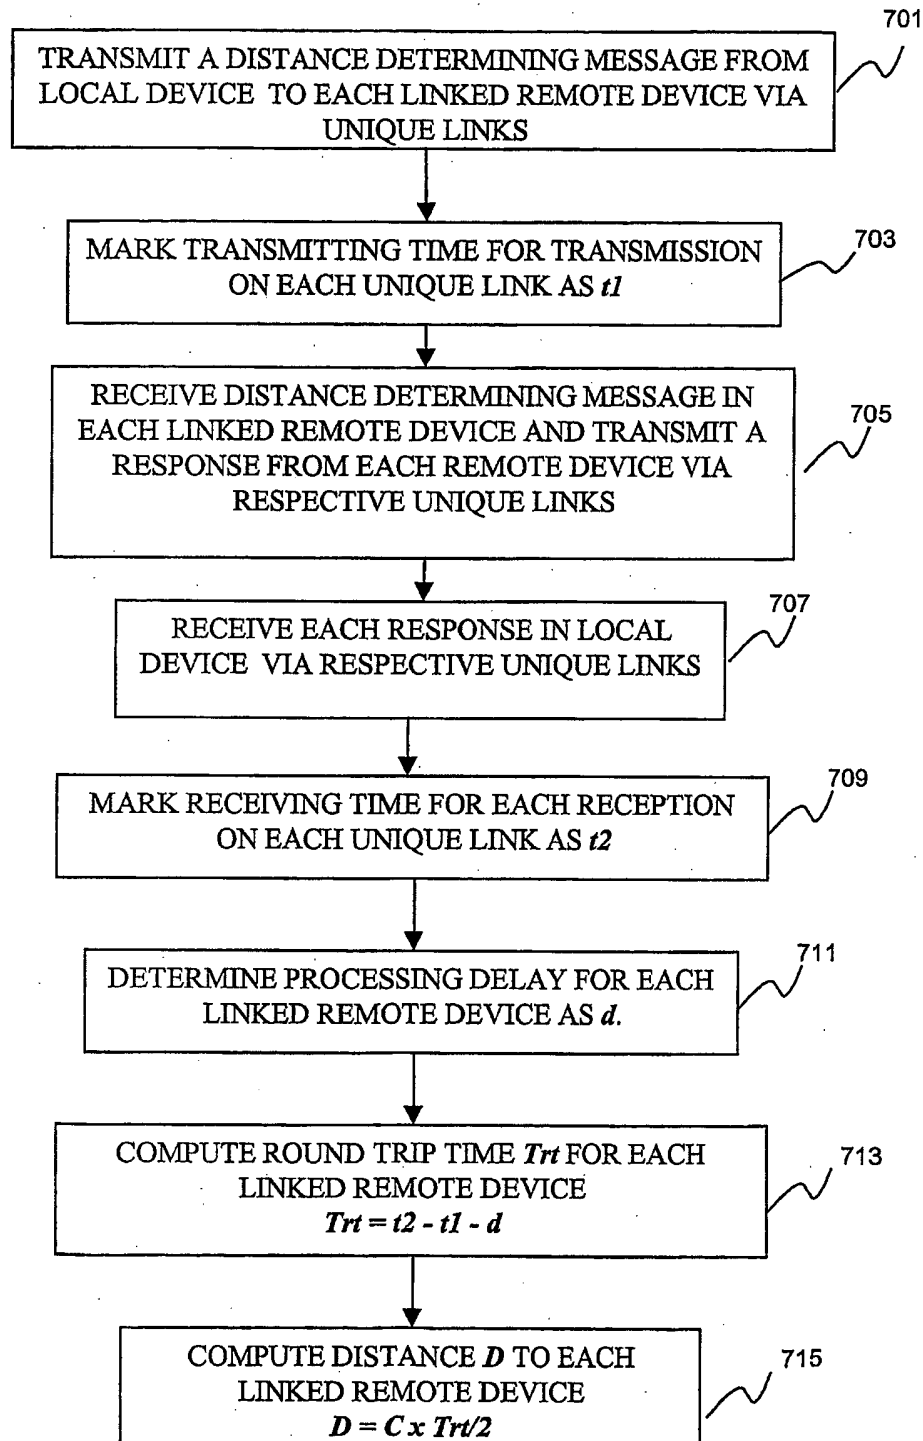 701
TRANSMIT A DISTANCE DETERMINING MESSAGE FROM
LOCAL DEVICE TO EACH LINKED REMOTE DEVICE VIA
UNIQUE LINKS
703
MARK TRANSMITTING TIME FOR TRANSMISSION
ON EACH UNIQUE LINK AS t1
705
RECEIVE DISTANCE DETERMINING MESSAGE IN
EACH LINKED REMOTE DEVICE AND TRANSMIT A
RESPONSE FROM EACH REMOTE DEVICE VIA
RESPECTIVE UNIQUE LINKS
707
RECEIVE EACH RESPONSE IN LOCAL
DEVICE VIA RESPECTIVE UNIQUE LINKS
709
MARK RECEIVING TIME FOR EACH RECEPTION
ON EACH UNIQUE LINK AS t2
711
DETERMINE PROCESSING DELAY FOR EACH
LINKED REMOTE DEVICE AS d.
713
COMPUTE ROUND TRIP TIME Trt FOR EACH
LINKED REMOTE DEVICE
Trt = t2 - t1 - d
715
COMPUTE DISTANCE D TO EACH
LINKED REMOTE DEVICE
D = C x Trt/2